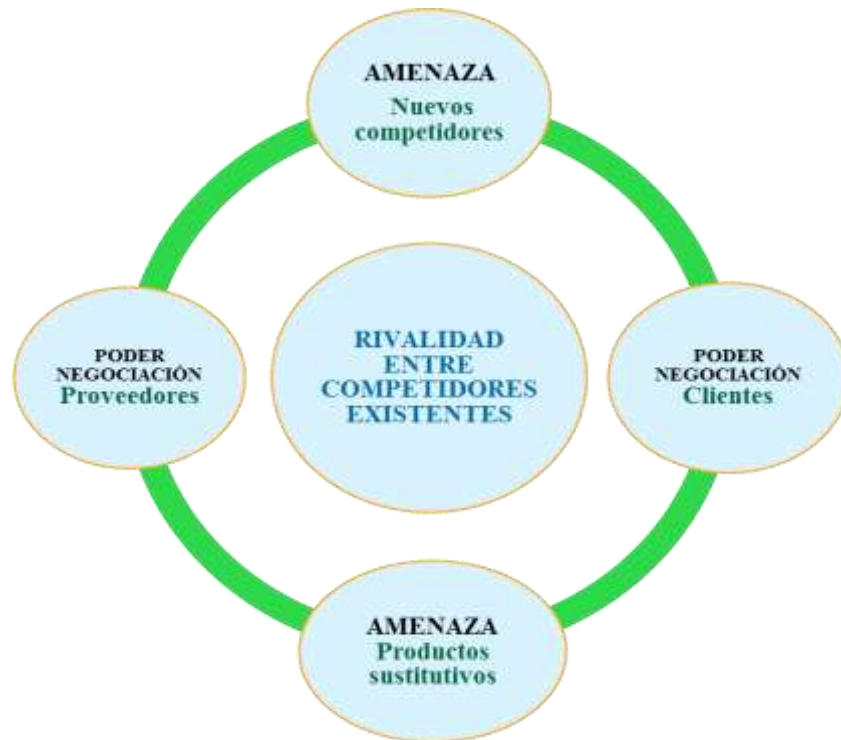 AMENAZA
Nuevos
competidores
PODER
NEGOCIACIÓN
Proveedores
RIVALIDAD
ENTRE
COMPETIDORES
EXISTENTES
PODER
NEGOCIACIÓN
Clientes
AMENAZA
Productos
sustitutivos